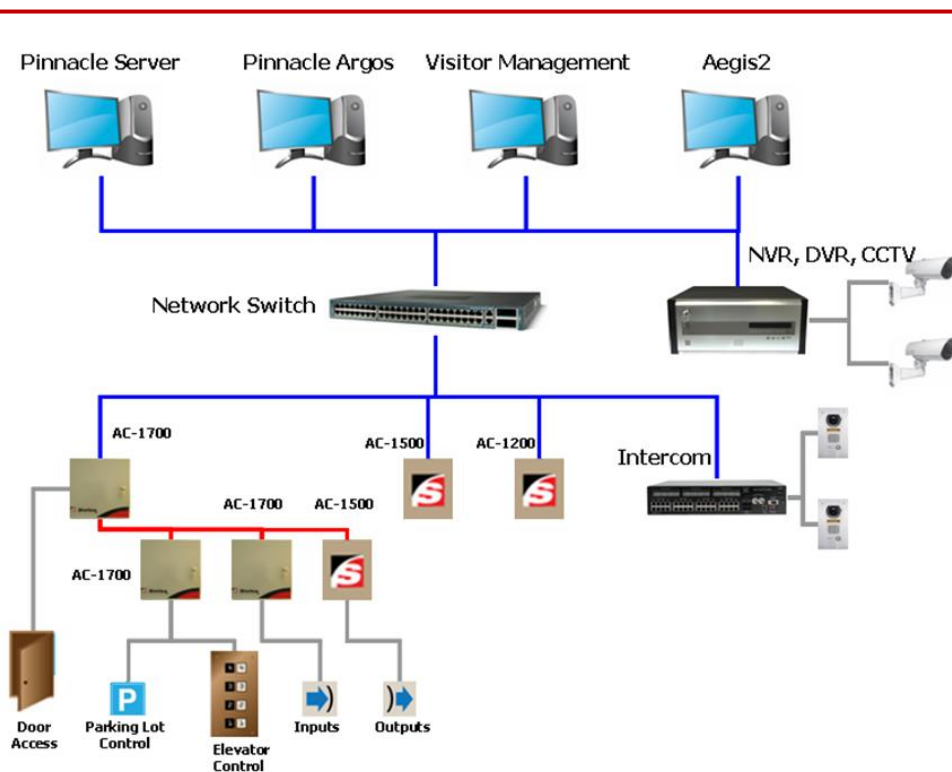 Pinnacle Server
Pinnacle Argos
Visitor Management
Aegis2
NVR, DVR, CCTV
Network Switch
AC-1700
AC-1500
AC-1200
Intercom
AC-1700
AC-1500
AC-1700
P
Door
Access
Parking Lot
Control
Elevator
Control
Inputs
Outputs